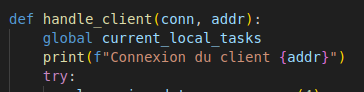 def handle_client(conn, addr):
    global current_local_tasks
    print(f"Connexion du client {addr}")
    try: